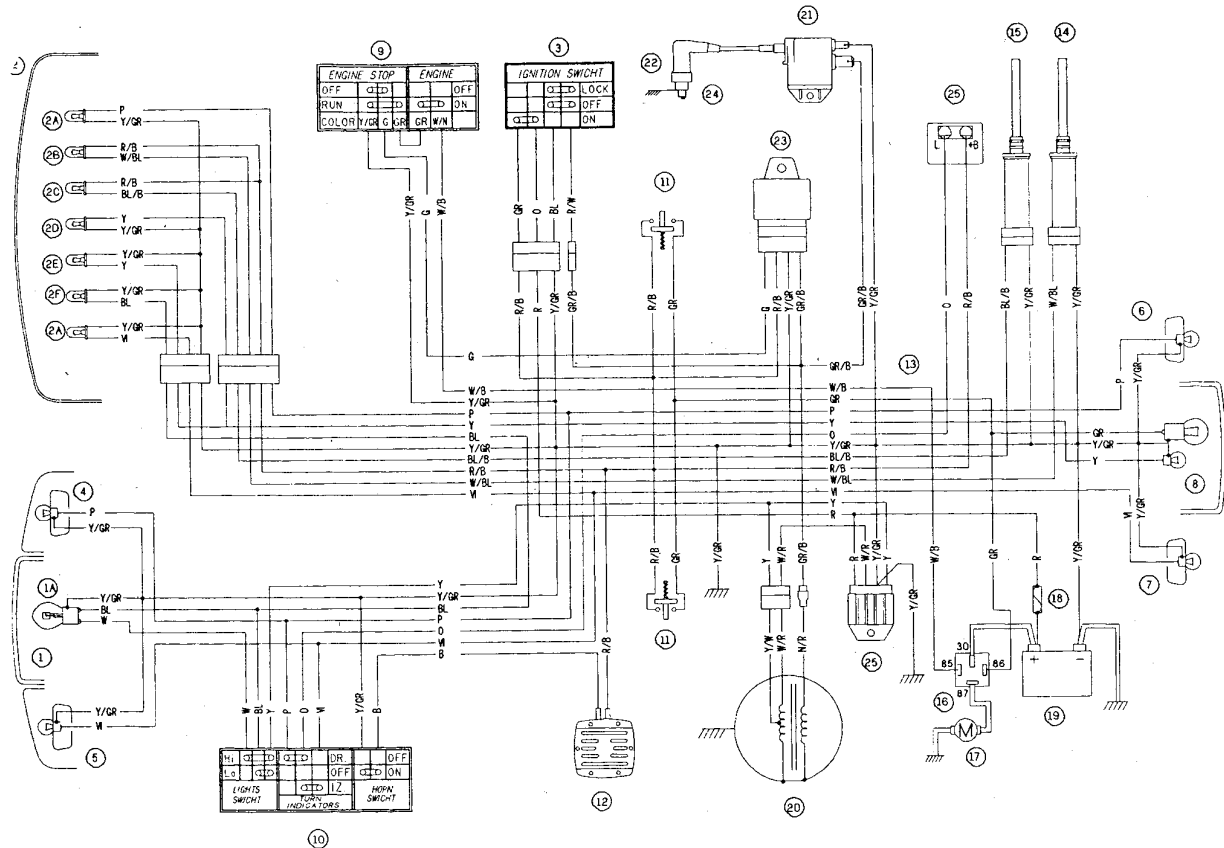 9
3
21
15
14
22
24
25
23
11
ENGINE STOP ENGINE
OFF OFF
RUN ON
COLOR Y/GR G GR GR W/N
IGNITION SWICHT
LOCK
OFF
ON
L +B
2A P
Y/GR
2B R/B
W/BL
2C R/B
BL/B
2D Y
Y/GR
2E Y/GR
Y
2F Y/GR
BL
2A Y/GR
VI
Y/GR G W/B
GR O BL R/W
R/B R Y/GR GR/B
R/B GR
G R/B Y/GR GR/B
GR/B Y/GR
O R/B
BL/B Y/GR W/BL Y/GR
6
P Y/GR
G
GR/B
13
W/B W/B
Y/GR GR
P P
Y Y
BL O
Y/GR Y/GR
BL/B BL/B
R/B R/B
W/BL W/BL
VI VI
Y
R
GR
Y
8
VI Y/GR
7
4
P
Y/GR
1A
Y/GR
BL
W
1
Y/GR
VI
5
Y
Y/GR
BL
P
O
VI
B
R/B GR
11
Y/GR
R/B
Y W/R GR/B
Y/W W/R N/R
R W/R Y/GR Y
Y/GR
25
W/B GR R Y/GR
18
30
85 86
87
16
+ -
19
M
17
W BL Y P O VI Y/GR B
Hi DR. OFF
Lo OFF ON
IZ.
LIGHTS SWICHT
TURN INDICATORS
HOPN SWICHT
10
12
20